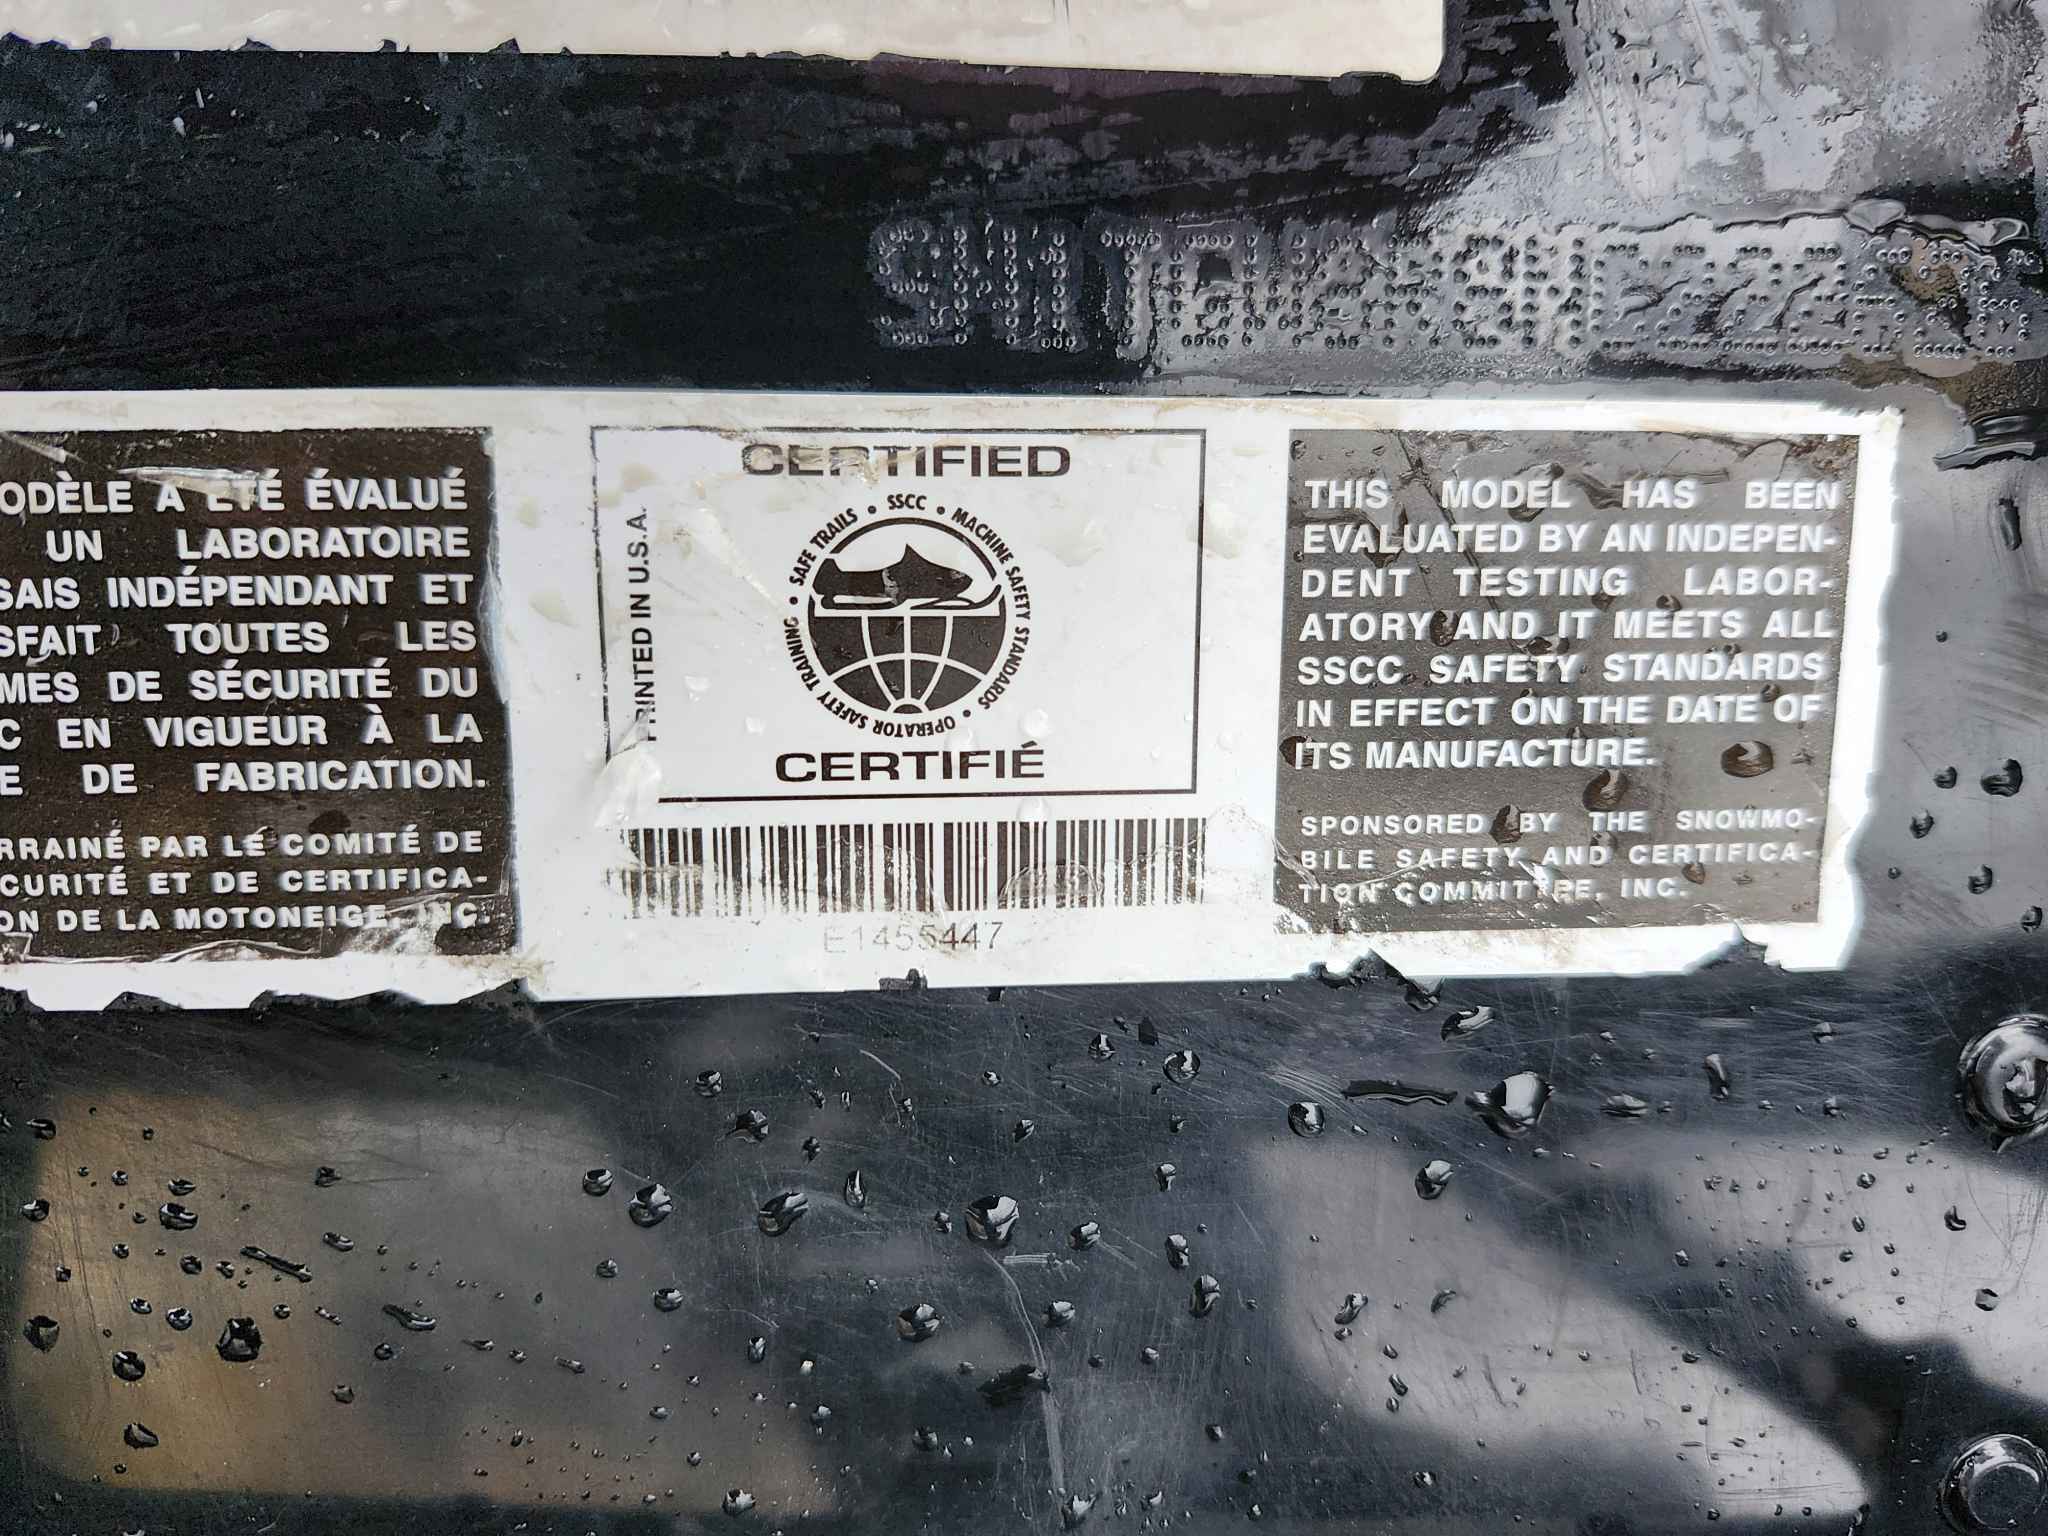 ODÈLE A ÉTÉ ÉVALUÉ
UN LABORATOIRE
SAIS INDÉPENDANT ET
SFAIT TOUTES LES
MES DE SÉCURITÉ DU
C EN VIGUEUR À LA
E DE FABRICATION.
RRAINÉ PAR LE COMITÉ DE
CURITÉ ET DE CERTIFICA-
ON DE LA MOTONEIGE, INC.
CERTIFIED
PRINTED IN U.S.A.
SAFE TRAILS • SSCC • MACHINE SAFETY STANDARDS • OPERATOR SAFETY TRAINING •
CERTIFIÉ
E1455447
THIS MODEL HAS BEEN
EVALUATED BY AN INDEPEN-
DENT TESTING LABOR-
ATORY AND IT MEETS ALL
SSCC SAFETY STANDARDS
IN EFFECT ON THE DATE OF
ITS MANUFACTURE.
SPONSORED BY THE SNOWMO-
BILE SAFETY AND CERTIFICA-
TION COMMITTEE, INC.